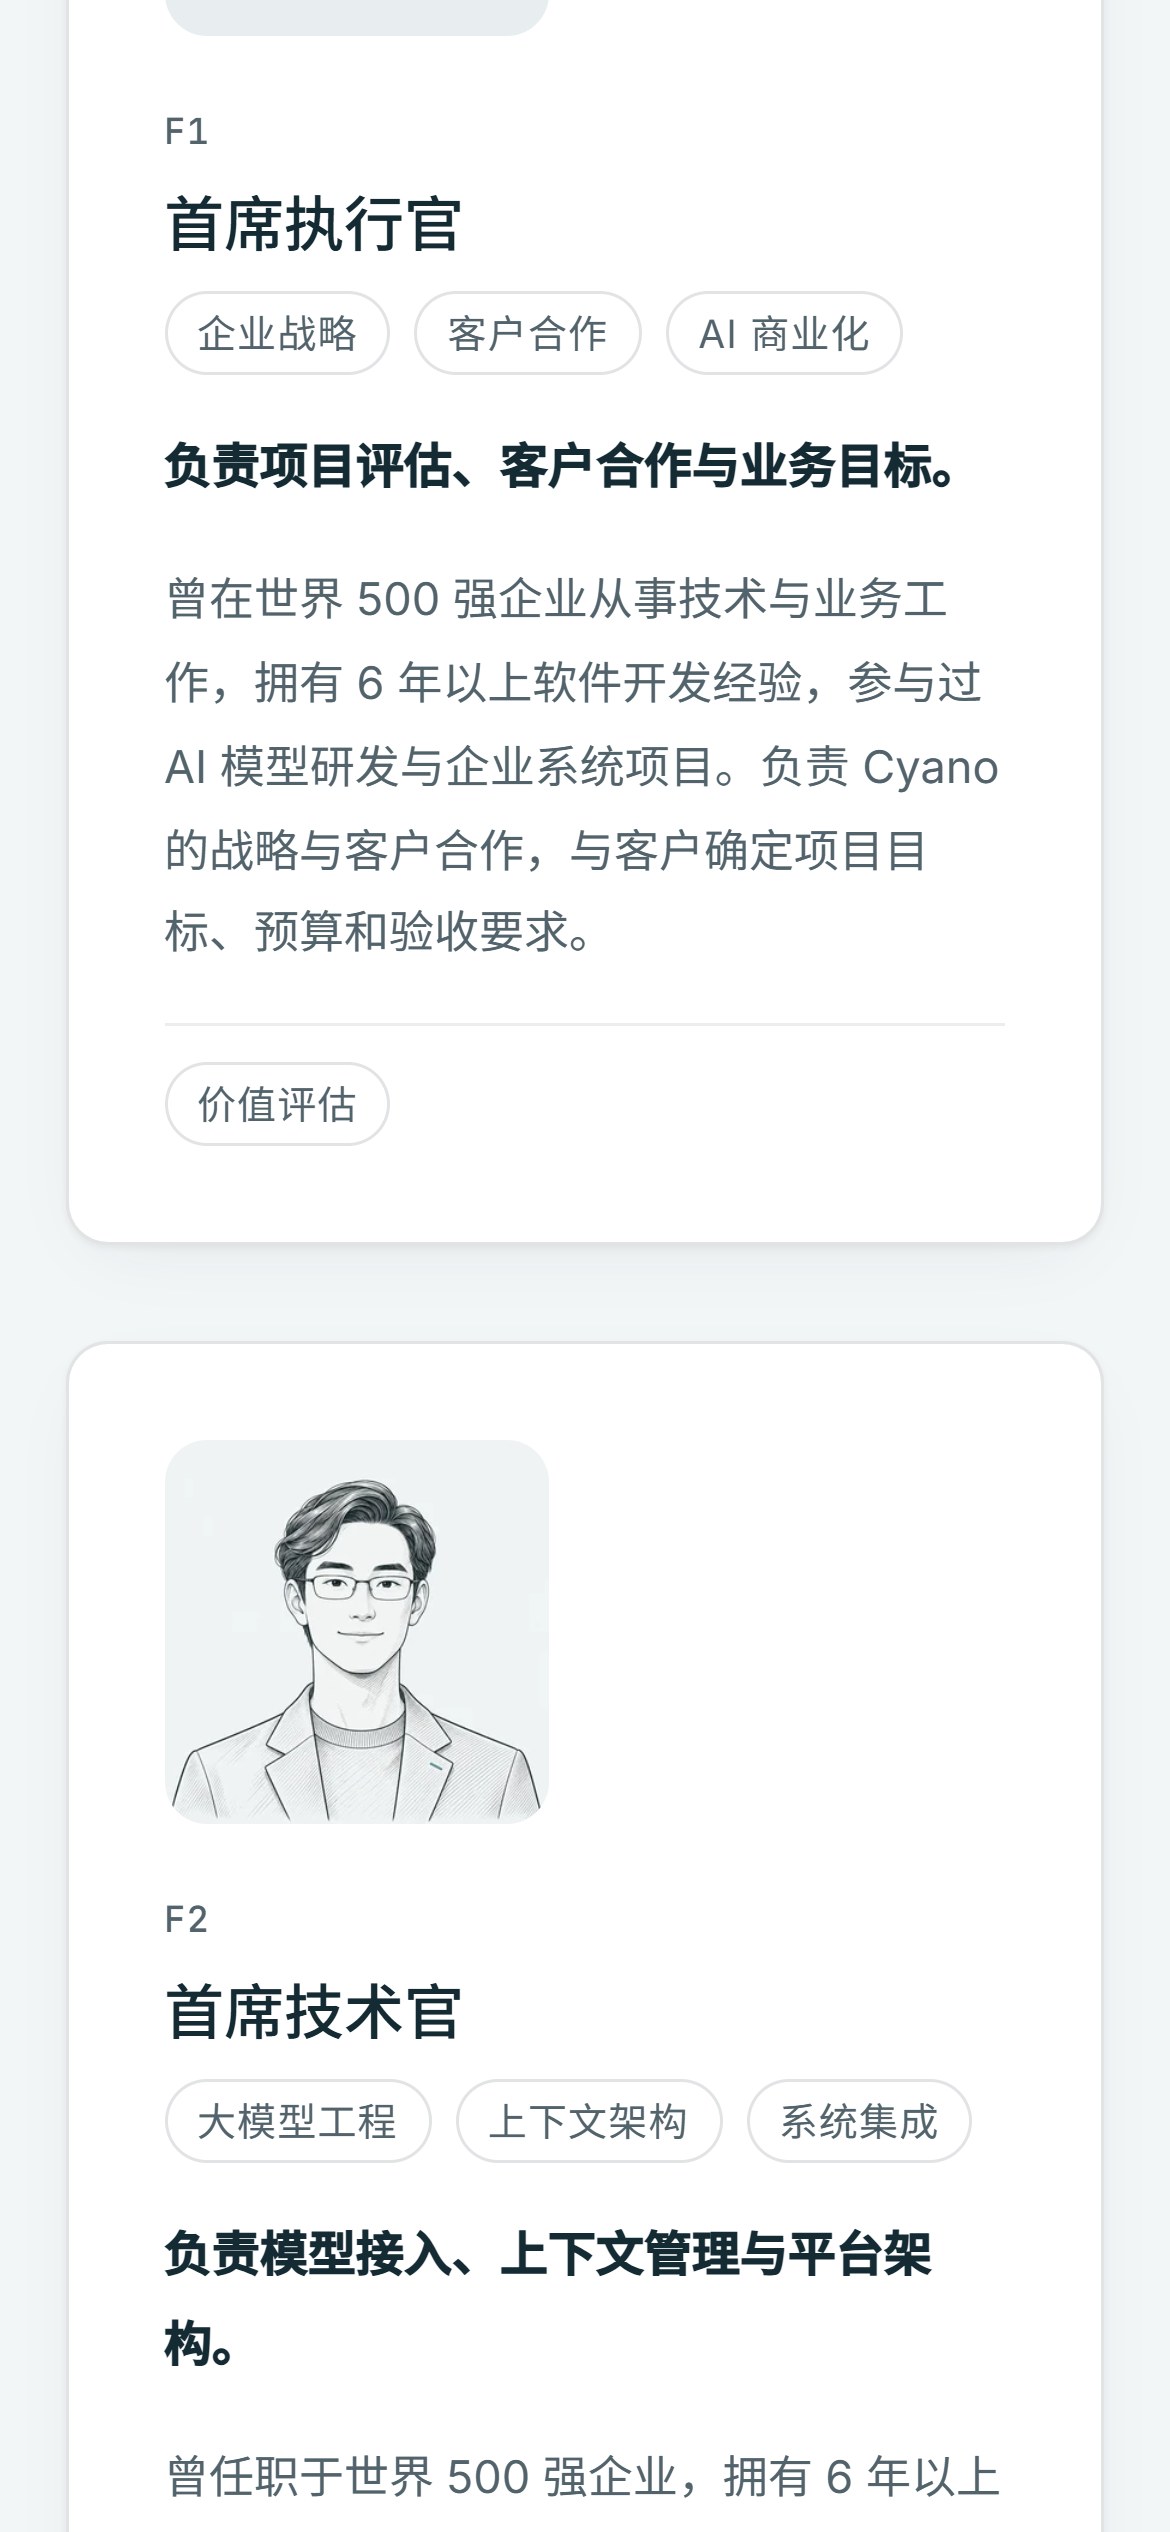 F1
首席执行官
企业战略 客户合作 AI 商业化
负责项目评估、客户合作与业务目标。
曾在世界 500 强企业从事技术与业务工
作，拥有 6 年以上软件开发经验，参与过
AI 模型研发与企业系统项目。负责 Cyano
的战略与客户合作，与客户确定项目目
标、预算和验收要求。
价值评估
F2
首席技术官
大模型工程 上下文架构 系统集成
负责模型接入、上下文管理与平台架
构。
曾任职于世界 500 强企业，拥有 6 年以上